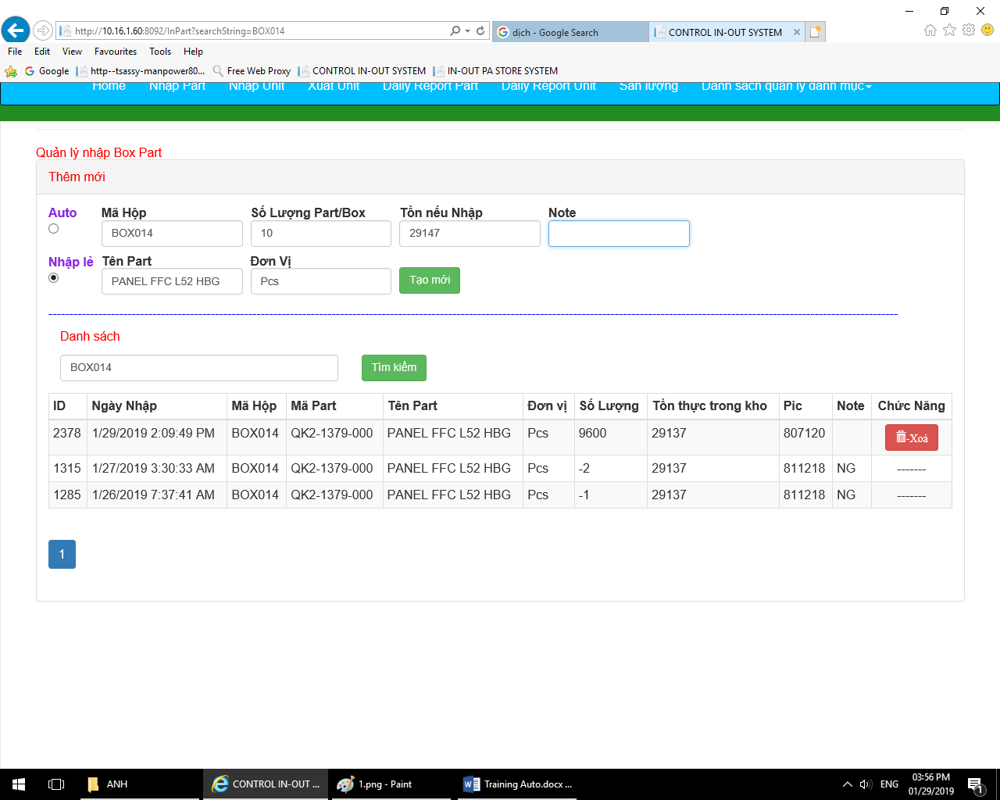 http://10.16.1.60:8092/InPart?searchString=BOX014
dịch - Google Search
CONTROL IN-OUT SYSTEM
File Edit View Favourites Tools Help
Google http--tsassy-manpower80... Free Web Proxy CONTROL IN-OUT SYSTEM IN-OUT PA STORE SYSTEM
Home Nhập Part Nhập Unit Xuất Unit Daily Report Part Daily Report Unit Sản lượng Danh sách quản lý danh mục
Quản lý nhập Box Part
Thêm mới
Auto Mã Hộp Số Lượng Part/Box Tồn nếu Nhập Note
BOX014 10 29147
Nhập lẻ Tên Part Đơn Vị
PANEL FFC L52 HBG Pcs Tạo mới
Danh sách
BOX014 Tìm kiếm
ID Ngày Nhập Mã Hộp Mã Part Tên Part Đơn vị Số Lượng Tồn thực trong kho Pic Note Chức Năng
2378 1/29/2019 2:09:49 PM BOX014 QK2-1379-000 PANEL FFC L52 HBG Pcs 9600 29137 807120 -Xoá
1315 1/27/2019 3:30:33 AM BOX014 QK2-1379-000 PANEL FFC L52 HBG Pcs -2 29137 811218 NG -------
1285 1/26/2019 7:37:41 AM BOX014 QK2-1379-000 PANEL FFC L52 HBG Pcs -1 29137 811218 NG -------
1
ANH CONTROL IN-OUT ... 1.png - Paint Training Auto.docx ... ENG 03:56 PM
01/29/2019 1